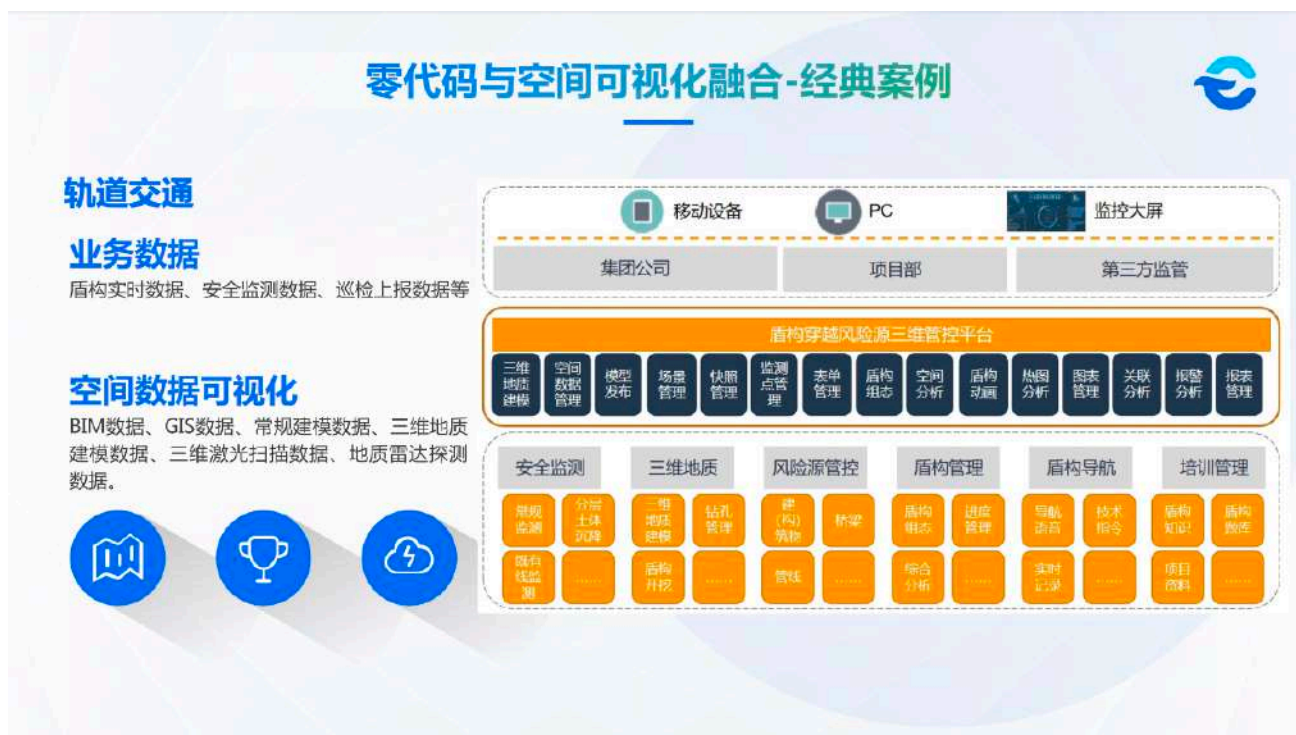 零代码与空间可视化融合-经典案例
轨道交通
业务数据
盾构实时数据、安全监测数据、巡检上报数据等
空间数据可视化
BIM数据、GIS数据、常规建模数据、三维地质
建模数据、三维激光扫描数据、地质雷达探测
数据。
移动设备
PC
监控大屏
集团公司
项目部
第三方监管
盾构穿越风险源三维管控平台
三维
地质
建模
空间
数据
管理
模型
发布
场景
管理
快照
管理
监测
点管
理
表单
管理
盾构
组态
空间
分析
盾构
动画
热图
分析
图表
管理
关联
分析
报警
分析
报表
管理
安全监测
常规
监测
分层
土体
沉降
既有
线监
测
......
三维地质
三维
地质
建模
钻孔
管理
盾构
开挖
......
风险源管控
建
(构)
筑物
桥梁
管线
......
盾构管理
盾构
组态
进度
管理
综合
分析
......
盾构导航
导航
语音
技术
指令
实时
记录
......
培训管理
盾构
知识
盾构
题库
项目
资料
......